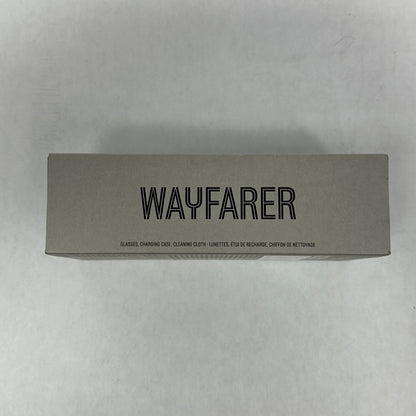 WAYFARER
GLASSES, CHARGING CASE, CLEANING CLOTH · LUNETTES, ÉTUI DE RECHARGE, CHIFFON DE NETTOYAGE